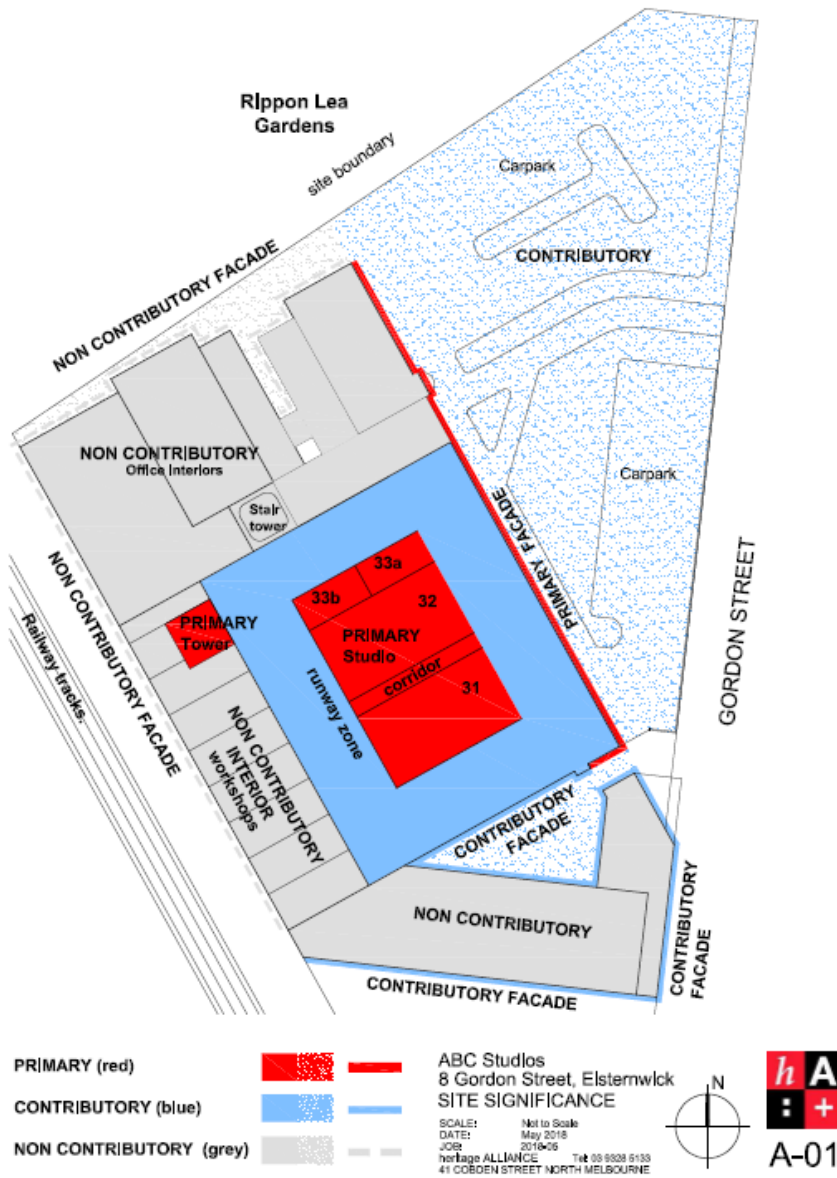 Rippon Lea
Gardens
site boundary
Carpark
CONTRIBUTORY
NON CONTRIBUTORY FACADE
NON CONTRIBUTORY
Office Interiors
Carpark
Stair
tower
PRIMARY FACADE
33a
33b
32
PRIMARY
Tower
PRIMARY
Studio
corridor
31
runway zone
NON CONTRIBUTORY FACADE
Railway tracks.
NON CONTRIBUTORY
INTERIOR
workshops
GORDON STREET
CONTRIBUTORY
FACADE
NON CONTRIBUTORY
CONTRIBUTORY
FACADE
CONTRIBUTORY FACADE
PRIMARY (red)
CONTRIBUTORY (blue)
NON CONTRIBUTORY (grey)
ABC Studios
8 Gordon Street, Elsternwick
SITE SIGNIFICANCE
SCALE: Not to Scale
DATE: May 2018
JOB: 2018-06
heritage ALLIANCE Tel: 03 9328 5133
41 COBDEN STREET NORTH MELBOURNE
N
h A
: +
A-01